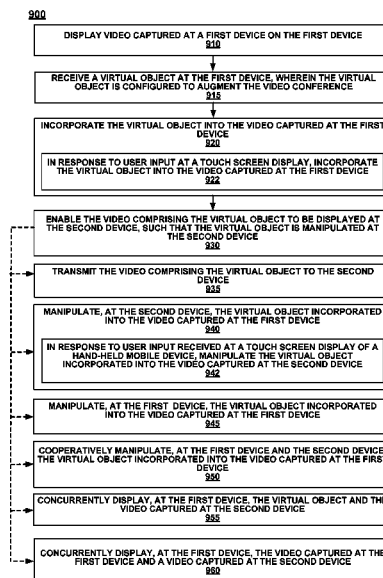 900
DISPLAY VIDEO CAPTURED AT A FIRST DEVICE ON THE FIRST DEVICE
910
RECEIVE A VIRTUAL OBJECT AT THE FIRST DEVICE, WHEREIN THE VIRTUAL
OBJECT IS CONFIGURED TO AUGMENT THE VIDEO CONFERENCE
915
INCORPORATE THE VIRTUAL OBJECT INTO THE VIDEO CAPTURED AT THE FIRST
DEVICE
920
IN RESPONSE TO USER INPUT AT A TOUCH SCREEN DISPLAY, INCORPORATE
THE VIRTUAL OBJECT INTO THE VIDEO CAPTURED AT THE FIRST DEVICE
922
ENABLE THE VIDEO COMPRISING THE VIRTUAL OBJECT TO BE DISPLAYED AT
THE SECOND DEVICE, SUCH THAT THE VIRTUAL OBJECT IS MANIPULATED AT
THE SECOND DEVICE
930
TRANSMIT THE VIDEO COMPRISING THE VIRTUAL OBJECT TO THE SECOND
DEVICE
935
MANIPULATE, AT THE SECOND DEVICE, THE VIRTUAL OBJECT INCORPORATED
INTO THE VIDEO CAPTURED AT THE FIRST DEVICE
940
IN RESPONSE TO USER INPUT RECEIVED AT A TOUCH SCREEN DISPLAY OF A
HAND-HELD MOBILE DEVICE, MANIPULATE THE VIRTUAL OBJECT
INCORPORATED INTO THE VIDEO CAPTURED AT THE SECOND DEVICE
942
MANIPULATE, AT THE FIRST DEVICE, THE VIRTUAL OBJECT INCORPORATED
INTO THE VIDEO CAPTURED AT THE FIRST DEVICE
945
COOPERATIVELY MANIPULATE, AT THE FIRST DEVICE AND THE SECOND DEVICE,
THE VIRTUAL OBJECT INCORPORATED INTO THE VIDEO CAPTURED AT THE FIRST
DEVICE
950
CONCURRENTLY DISPLAY, AT THE FIRST DEVICE, THE VIRTUAL OBJECT AND THE
VIDEO CAPTURED AT THE SECOND DEVICE
955
CONCURRENTLY DISPLAY, AT THE FIRST DEVICE, THE VIDEO CAPTURED AT THE
FIRST DEVICE AND A VIDEO CAPTURED AT THE SECOND DEVICE
960